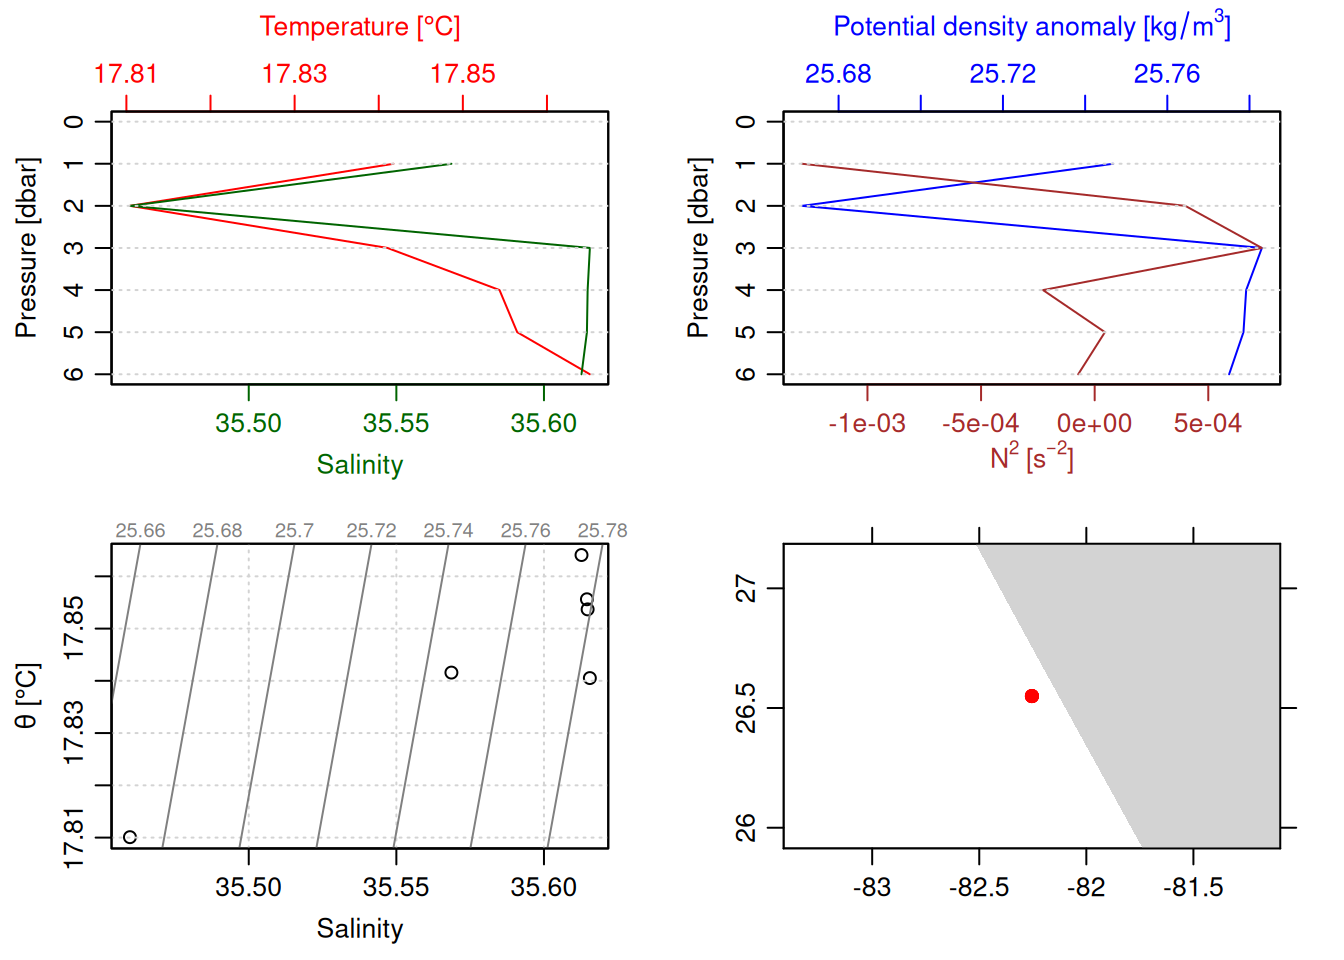 Temperature [°C]
17.81 17.83 17.85
0
1
2
3
4
5
6
Pressure [dbar]
35.50 35.55 35.60
Salinity
Potential density anomaly [kg/m³]
25.68 25.72 25.76
0
1
2
3
4
5
6
Pressure [dbar]
-1e-03 -5e-04 0e+00 5e-04
N² [s⁻²]
25.66 25.68 25.7 25.72 25.74 25.76 25.78
17.85
17.83
17.81
θ [°C]
35.50 35.55 35.60
Salinity
27
26.5
26
-83 -82.5 -82 -81.5